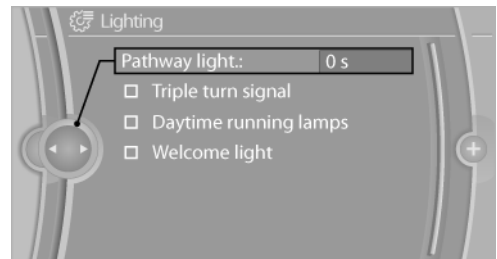 Lighting
Pathway light.: 0 s
Triple turn signal
Daytime running lamps
Welcome light